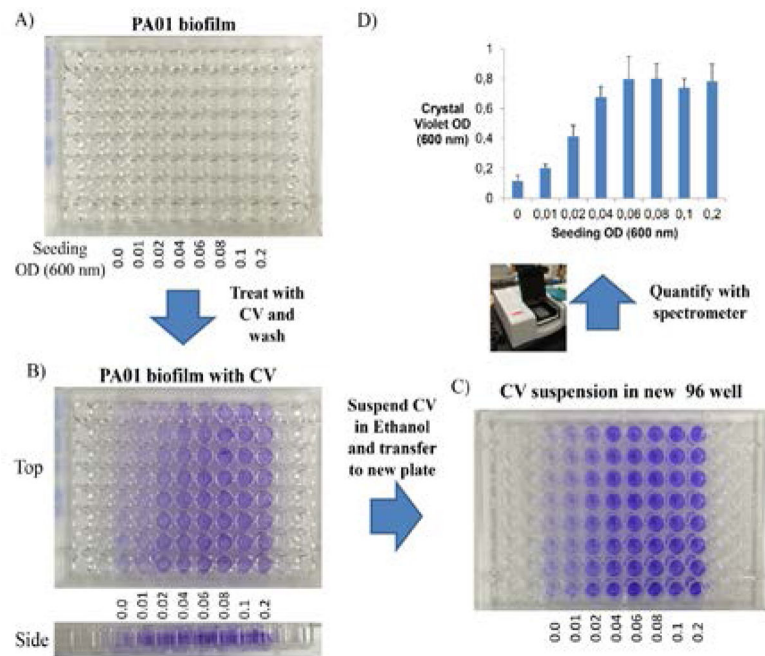 A)
PA01 biofilm
Seeding
OD (600 nm)
0.0
0.01
0.02
0.04
0.06
0.08
0.1
0.2
Treat with
CV and
wash
B)
PA01 biofilm with CV
Top
0.0
0.01
0.02
0.04
0.06
0.08
0.1
0.2
Side
Suspend CV
in Ethanol
and transfer
to new plate
C)
CV suspension in new 96 well
0.0
0.01
0.02
0.04
0.06
0.08
0.1
0.2
Quantify with
spectrometer
D)
Crystal
Violet OD
(600 nm)
1
0,8
0,6
0,4
0,2
0
0 0,01 0,02 0,04 0,06 0,08 0,1 0,2
Seeding OD (600 nm)